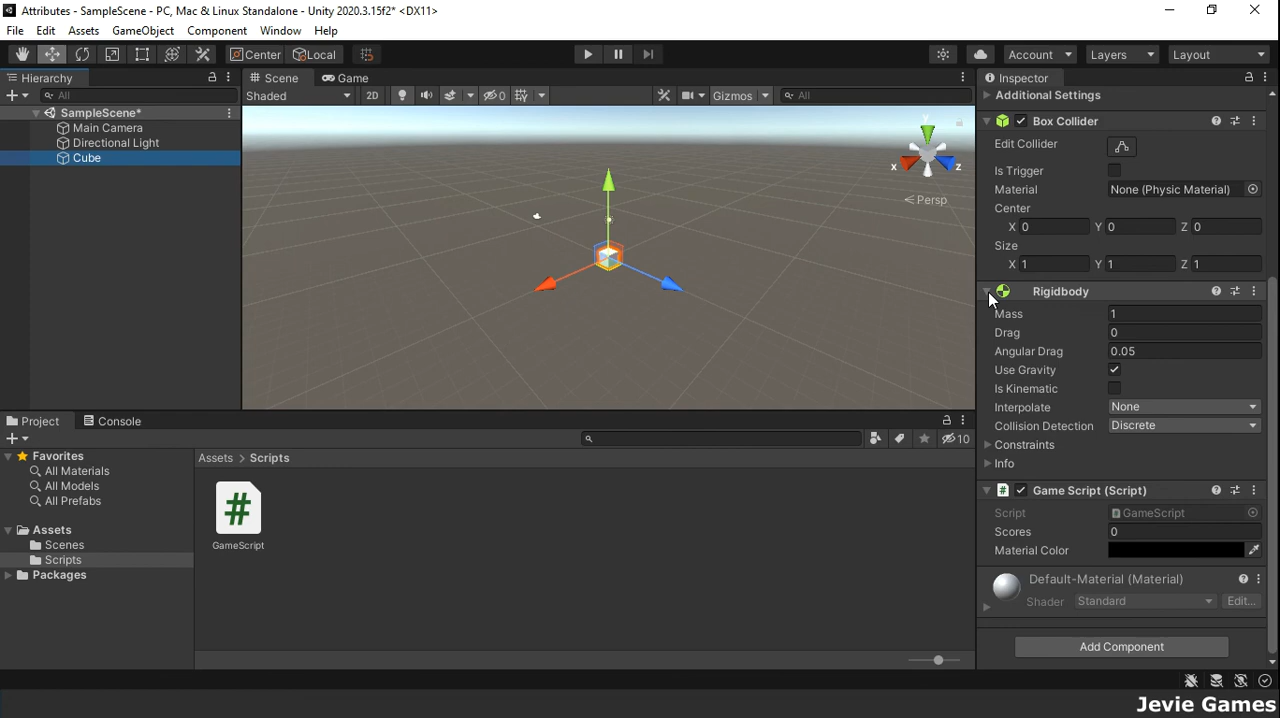 Attributes - SampleScene - PC, Mac & Linux Standalone - Unity 2020.3.15f2* <DX11>
File Edit Assets GameObject Component Window Help
Center Local Account Layers Layout
Hierarchy
All
SampleScene*
Main Camera
Directional Light
Cube
Scene Game
Shaded 2D 0 Gizmos All
y
x z
Persp
Inspector
Additional Settings
Box Collider
Edit Collider
Is Trigger
Material None (Physic Material)
Center
X 0 Y 0 Z 0
Size
X 1 Y 1 Z 1
Rigidbody
Mass 1
Drag 0
Angular Drag 0.05
Use Gravity
Is Kinematic
Interpolate None
Collision Detection Discrete
Constraints
Info
# Game Script (Script)
Script # GameScript
Scores 0
Material Color
Default-Material (Material)
Shader Standard Edit...
Add Component
Project Console
10
Favorites
All Materials
All Models
All Prefabs
Assets
Scenes
Scripts
Packages
Assets > Scripts
#
GameScript
Jevie Games